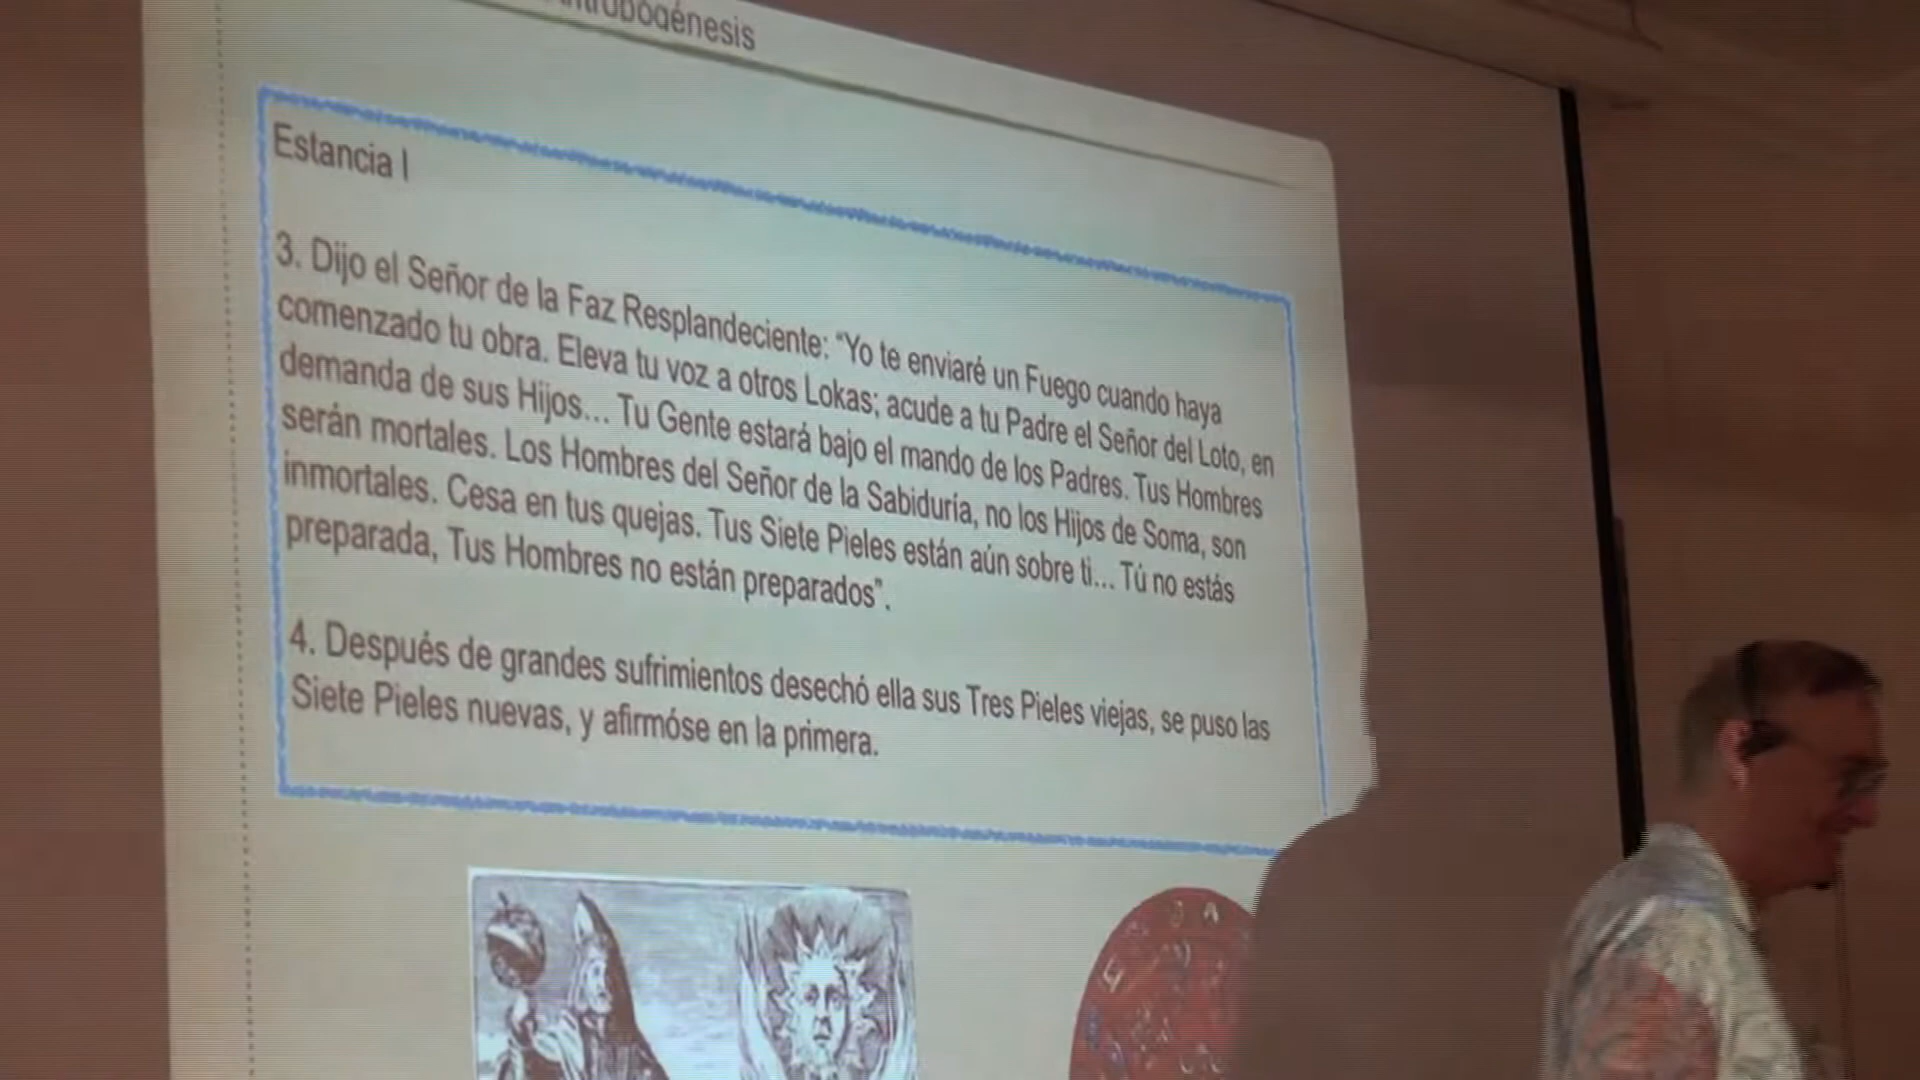 Antropogénesis
Estancia I
3. Dijo el Señor de la Faz Resplandeciente: “Yo te enviaré un Fuego cuando haya
comenzado tu obra. Eleva tu voz a otros Lokas; acude a tu Padre el Señor del Loto, en
demanda de sus Hijos... Tu Gente estará bajo el mando de los Padres. Tus Hombres
serán mortales. Los Hombres del Señor de la Sabiduría, no los Hijos de Soma, son
inmortales. Cesa en tus quejas. Tus Siete Pieles están aún sobre ti... Tú no estás
preparada, Tus Hombres no están preparados”.
4. Después de grandes sufrimientos desechó ella sus Tres Pieles viejas, se puso las
Siete Pieles nuevas, y afirmóse en la primera.